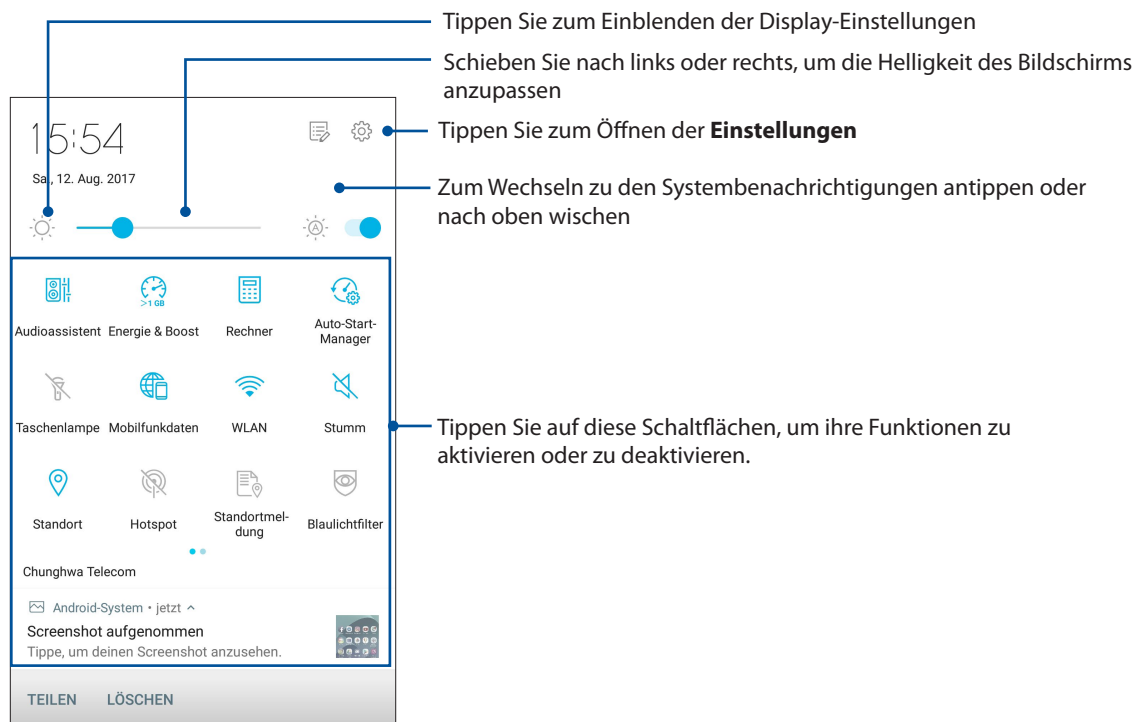 Tippen Sie zum Einblenden der Display-Einstellungen
Schieben Sie nach links oder rechts, um die Helligkeit des Bildschirms
anzupassen
15:54
Tippen Sie zum Öffnen der Einstellungen
Sa., 12. Aug. 2017
Zum Wechseln zu den Systembenachrichtigungen antippen oder
nach oben wischen
A
>1 GB
Audioassistent Energie & Boost Rechner Auto-Start-
Manager
Taschenlampe Mobilfunkdaten WLAN Stumm
Tippen Sie auf diese Schaltflächen, um ihre Funktionen zu
aktivieren oder zu deaktivieren.
Standort Hotspot Standortmel-
dung Blaulichtfilter
Chunghwa Telecom
Android-System • jetzt
Screenshot aufgenommen
Tippe, um deinen Screenshot anzusehen.
TEILEN LÖSCHEN